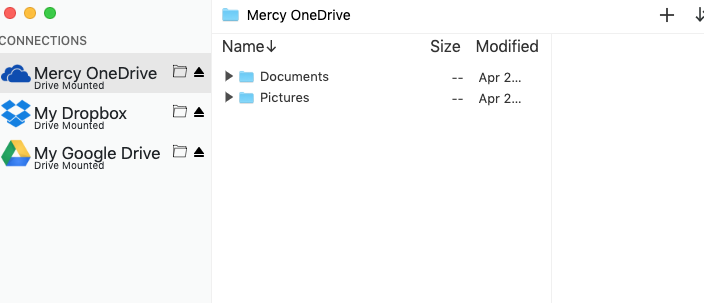 Mercy OneDrive
CONNECTIONS
Name↓ Size Modified
Mercy OneDrive
Drive Mounted
Documents -- Apr 2...
Pictures -- Apr 2...
My Dropbox
Drive Mounted
My Google Drive
Drive Mounted